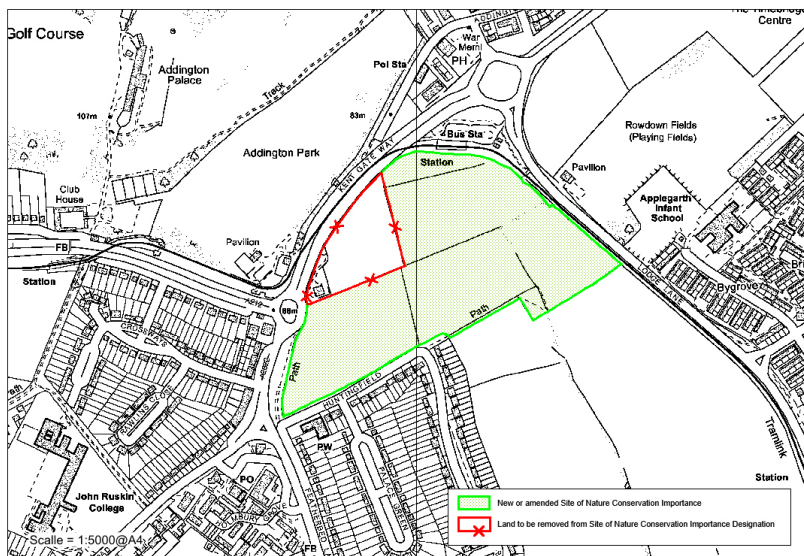 Golf Course
Addington
Palace
107m
Track
Addington Park
Pol Sta
83m
War
Meml
PH
Centre
Bus Sta
Station
KENT GATE WAY
Rowdown Fields
(Playing Fields)
Pavilion
Applegarth
Infant
School
Bygrove
LODGE LANE
Club
House
FB
Pavilion
Station
88m
Path
Path
HUNTINGFIELD
Tramlink
Station
PW
PO
John Ruskin
College
FB
Scalle = 1:5000@A4
New or amended Site of Nature Conservation Importance
Land to be removed from Site of Nature Conservation Importance Designation